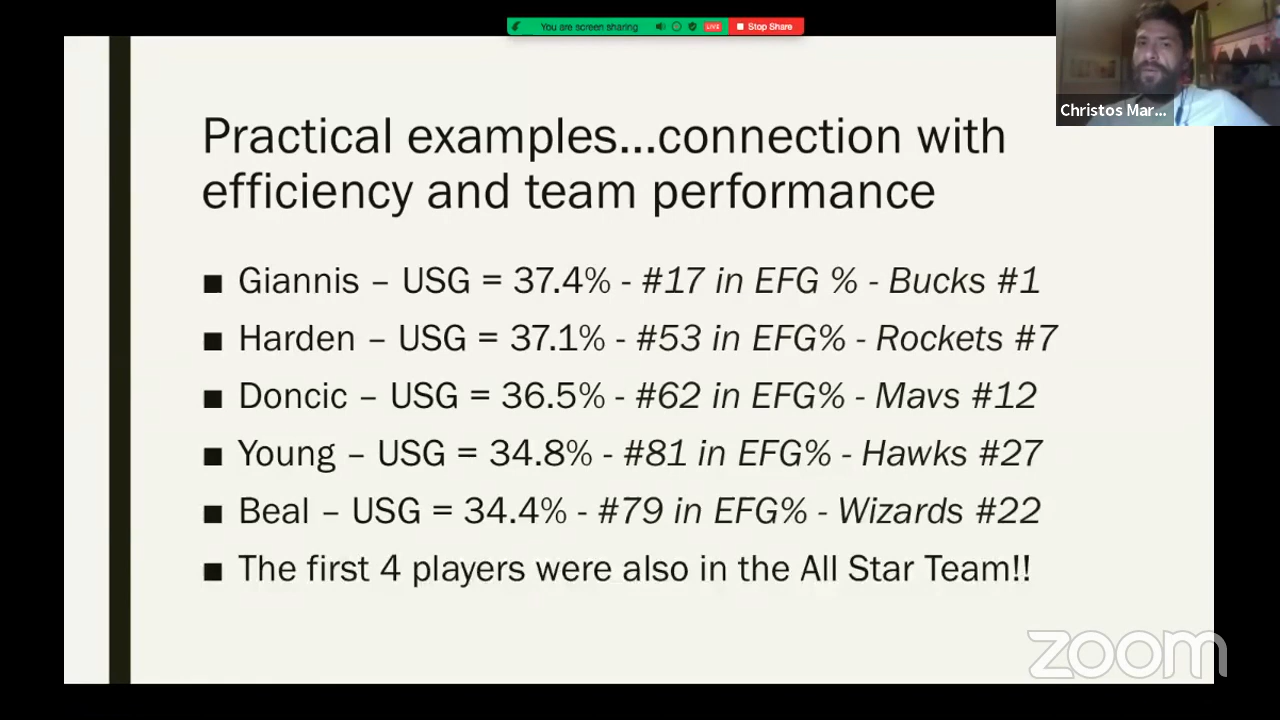 You are screen sharing
LIVE
Stop Share
Christos Mar...
Practical examples...connection with
efficiency and team performance
■ Giannis – USG = 37.4% - #17 in EFG % - Bucks #1
■ Harden – USG = 37.1% - #53 in EFG% - Rockets #7
■ Doncic – USG = 36.5% - #62 in EFG% - Mavs #12
■ Young – USG = 34.8% - #81 in EFG% - Hawks #27
■ Beal – USG = 34.4% - #79 in EFG% - Wizards #22
■ The first 4 players were also in the All Star Team!!
zoom